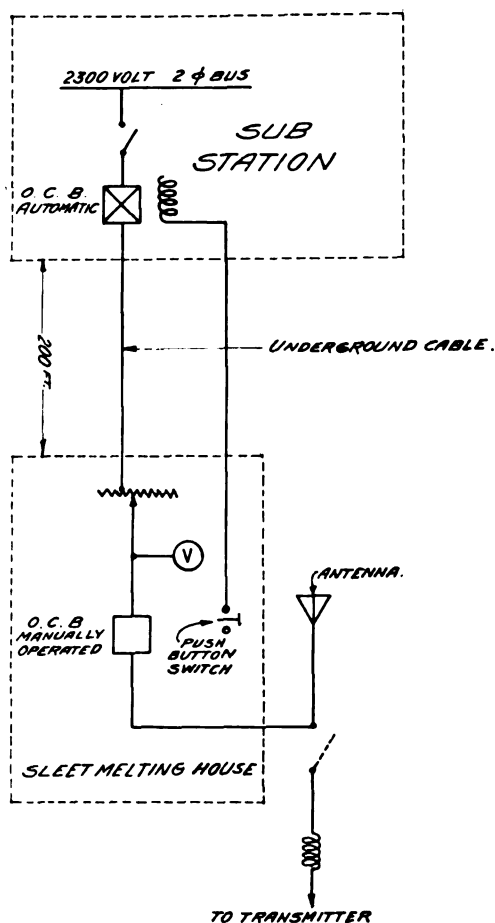 2300 VOLT 2 ϕ BUS
SUB
STATION
O. C. B.
AUTOMATIC
200 FT.
UNDERGROUND CABLE.
V
ANTENNA.
O.C.B
MANUALLY
OPERATED
PUSH
BUTTON
SWITCH
SLEET MELTING HOUSE
TO TRANSMITTER